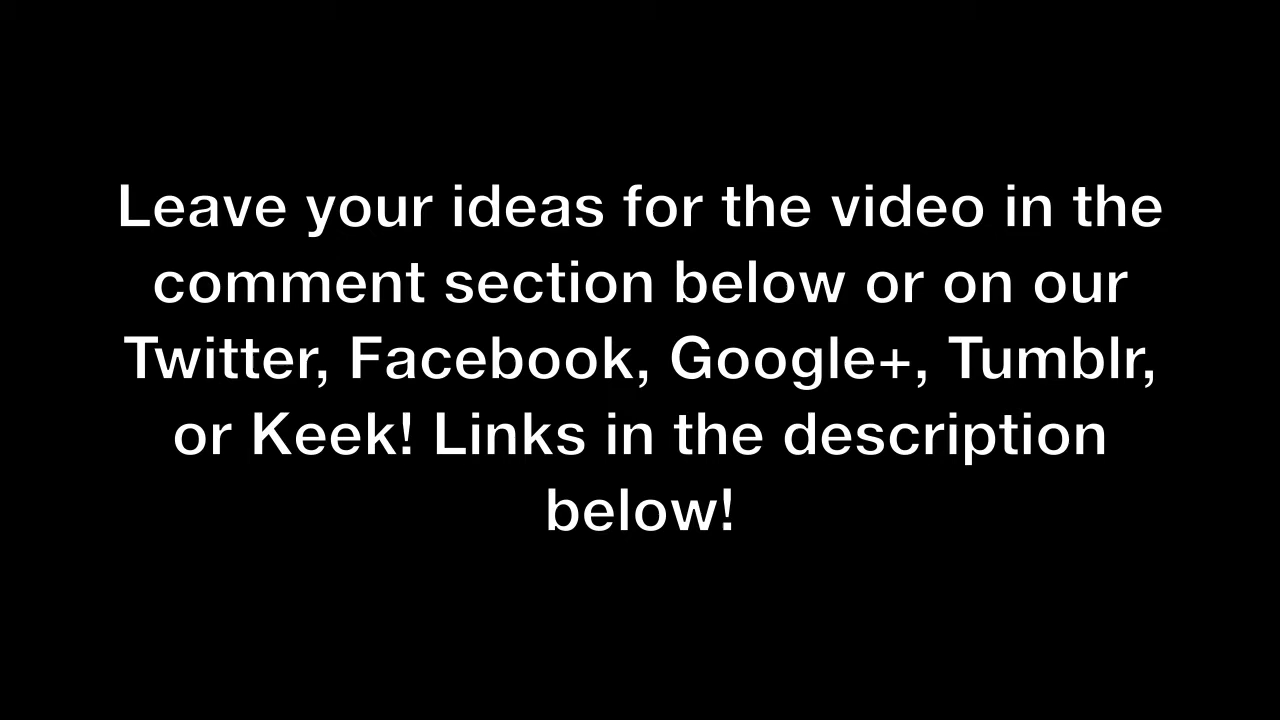 Leave your ideas for the video in the
comment section below or on our
Twitter, Facebook, Google+, Tumblr,
or Keek! Links in the description
below!